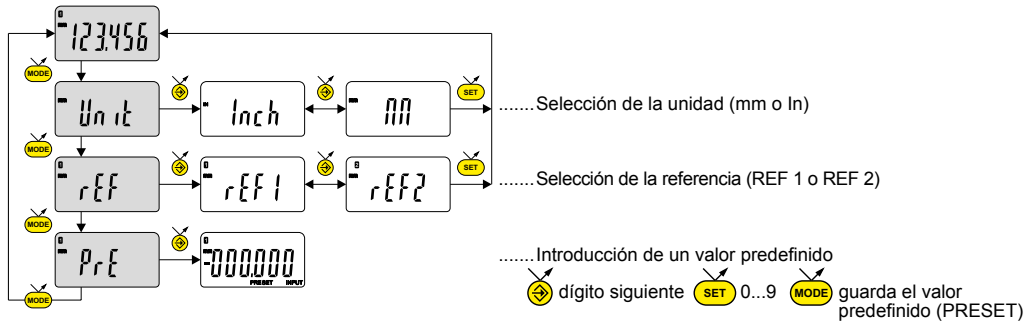 123.456
MODE
Unit
Inch
MM
SET
.......Selección de la unidad (mm o In)
MODE
rEF
rEF1
rEF2
SET
.......Selección de la referencia (REF 1 o REF 2)
MODE
PrE
-000.000
PRESET INPUT
.......Introducción de un valor predefinido
dígito siguiente SET 0...9 MODE guarda el valor
predefinido (PRESET)
MODE